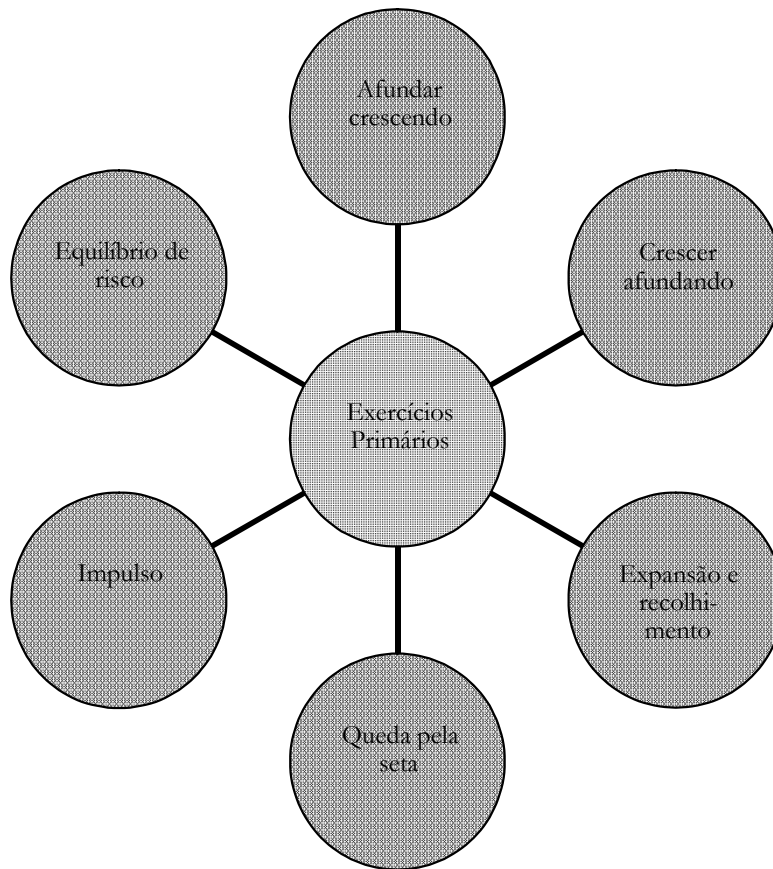 Afundar
crescendo
Equilíbrio de
risco
Crescer
afundando
Exercícios
Primários
Impulso
Expansão e
recolhi-
mento
Queda pela
seta